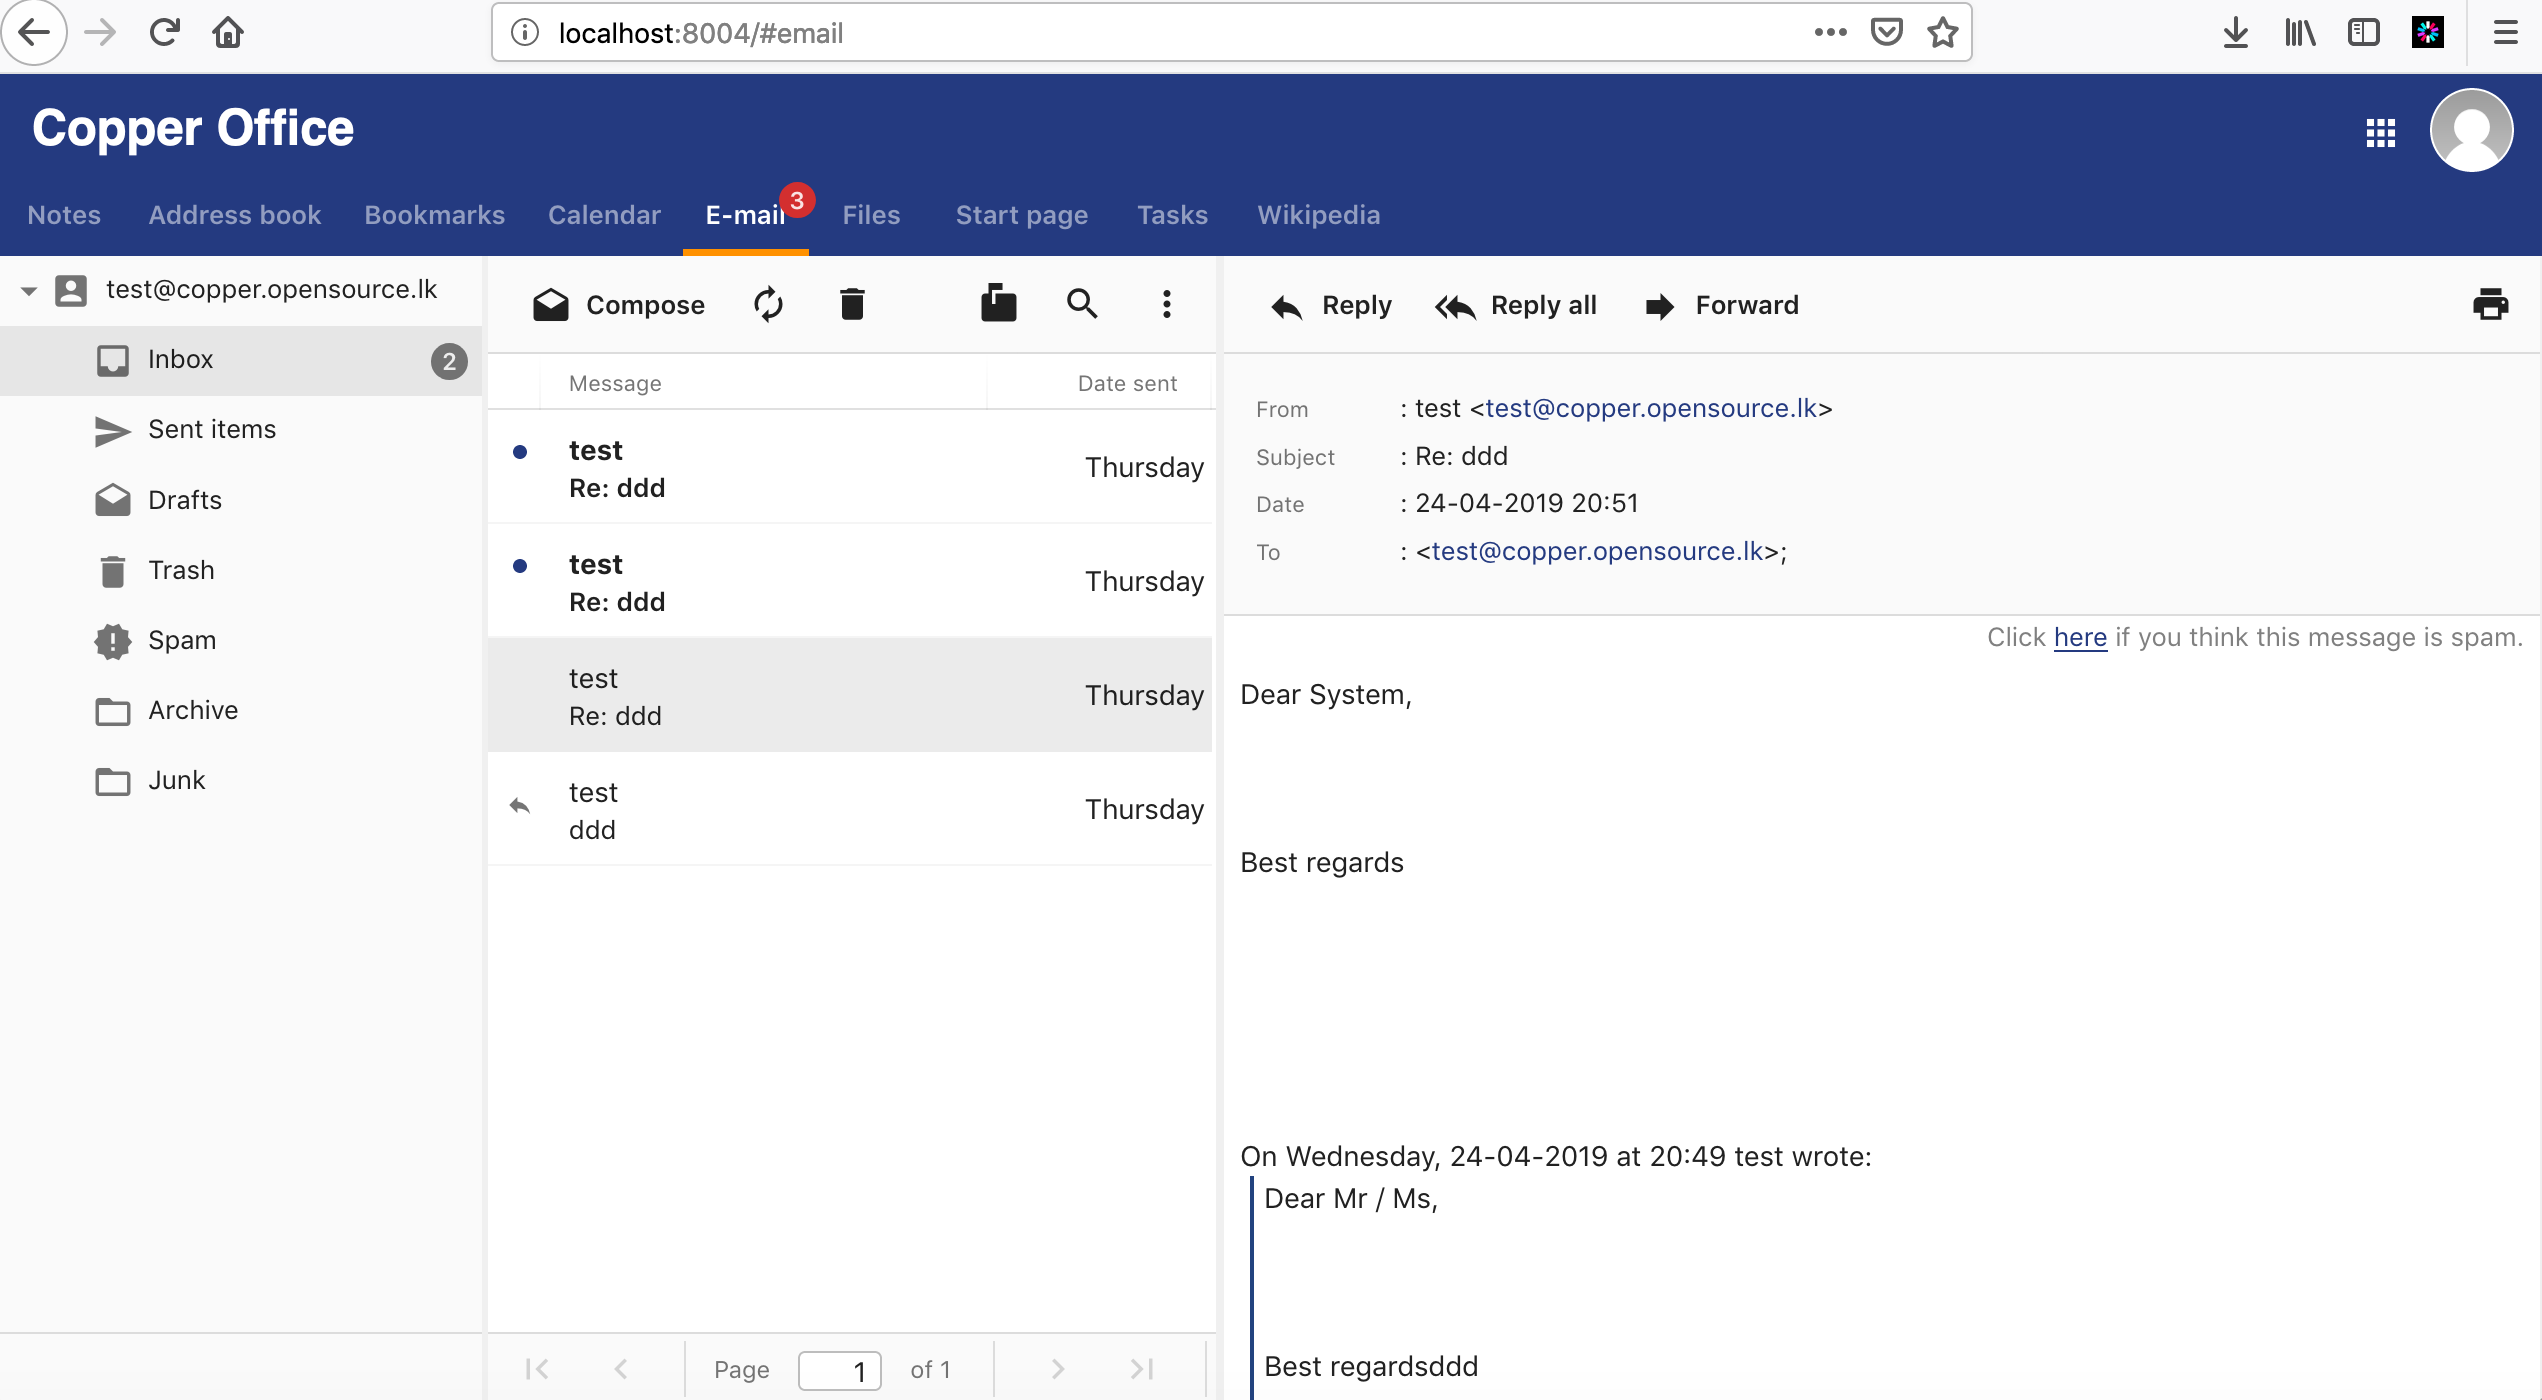 localhost:8004/#email
Copper Office
Notes Address book Bookmarks Calendar E-mail 3 Files Start page Tasks Wikipedia
test@copper.opensource.lk
Inbox 2
Sent items
Drafts
Trash
Spam
Archive
Junk
Compose
Message Date sent
test
Re: ddd
Thursday
test
Re: ddd
Thursday
test
Re: ddd
Thursday
test
ddd
Thursday
Page 1 of 1
Reply Reply all Forward
From : test <test@copper.opensource.lk>
Subject : Re: ddd
Date : 24-04-2019 20:51
To : <test@copper.opensource.lk>;
Click here if you think this message is spam.
Dear System,
Best regards
On Wednesday, 24-04-2019 at 20:49 test wrote:
Dear Mr / Ms,
Best regardsddd